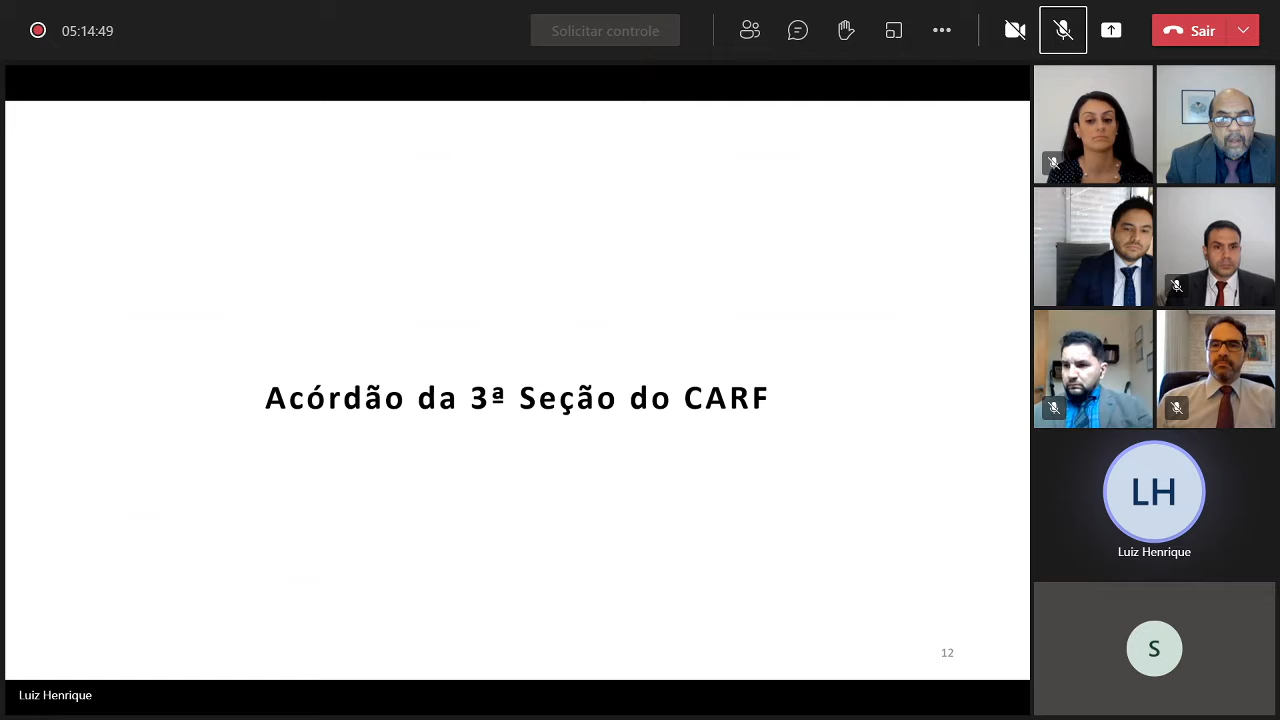 05:14:49
Solicitar controle
Sair
Acórdão da 3ª Seção do CARF
LH
Luiz Henrique
S
12
Luiz Henrique